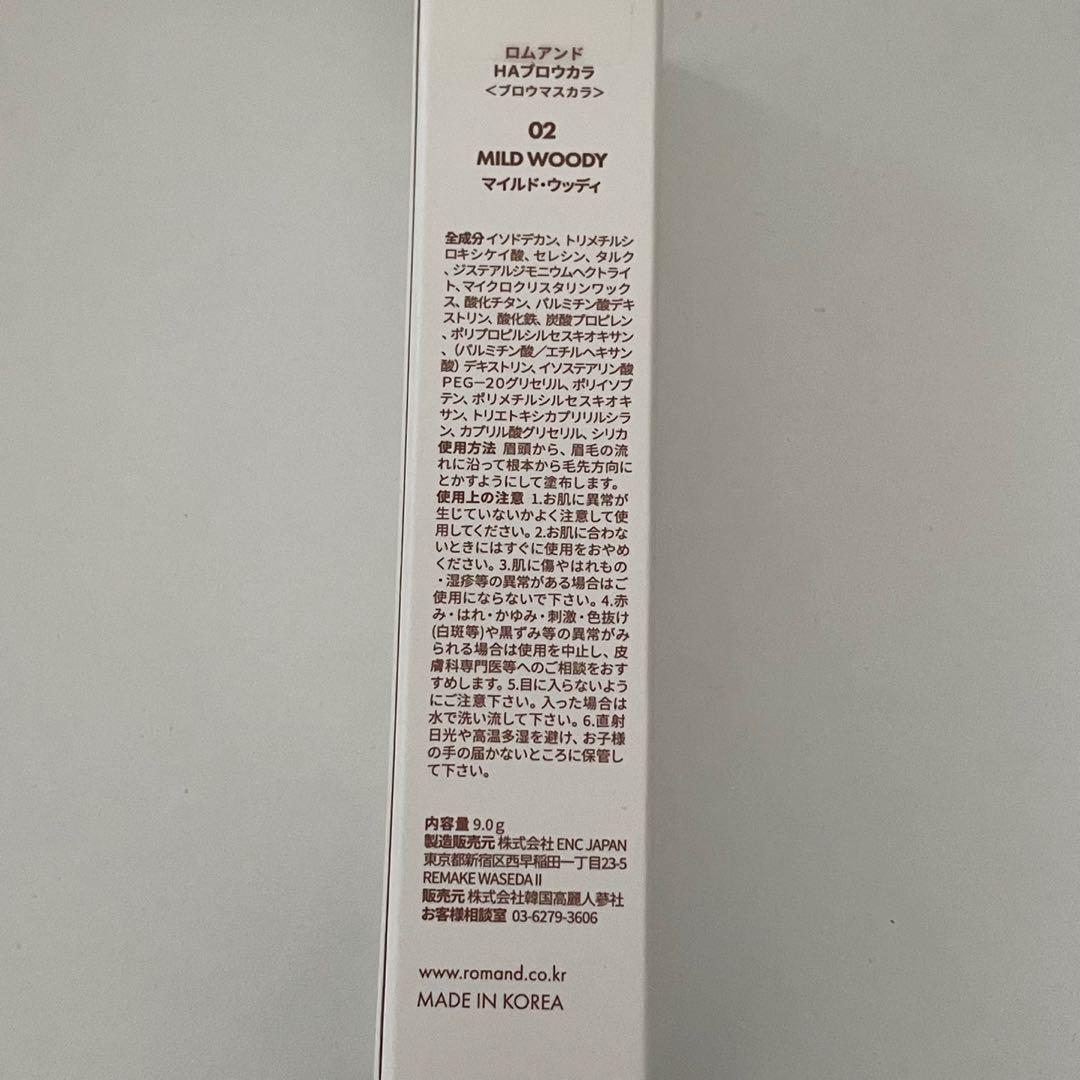 ロムアンド
HAブロウカラ
<ブロウマスカラ>
02
MILD WOODY
マイルド・ウッディ
全成分 イソドデカン、トリメチルシ
ロキシケイ酸、セレシン、タルク
、ジステアルジモニウムヘクトライ
ト、マイクロクリスタリンワック
ス、酸化チタン、パルミチン酸デキ
ストリン、酸化鉄、炭酸プロピレン
、ポリプロピルシルセスキオキサン
、（パルミチン酸／エチルヘキサン
酸）デキストリン、イソステアリン酸
PEG－20グリセリル、ポリイソブ
テン、ポリメチルシルセスキオキ
サン、トリエトキシカプリリルシラ
ン、カプリル酸グリセリル、シリカ
使用方法 眉頭から、眉毛の流
れに沿って根本から毛先方向に
とかすようにして塗布します。
使用上の注意 1.お肌に異常が
生じていないかよく注意して使
用してください。2.お肌に合わな
いときにはすぐに使用をおやめ
ください。3.肌に傷やはれもの
・湿疹等の異常がある場合はご
使用にならないで下さい。4.赤
み・はれ・かゆみ・刺激・色抜け
(白斑等)や黒ずみ等の異常がみ
られる場合は使用を中止し、皮
膚科専門医等へのご相談をおす
すめします。5.目に入らないよう
にご注意下さい。入った場合は
水で洗い流して下さい。6.直射
日光や高温多湿を避け、お子様
の手の届かないところに保管し
て下さい。
内容量 9.0g
製造販売元 株式会社 ENC JAPAN
東京都新宿区西早稲田一丁目23-5
REMAKE WASEDA II
販売元 株式会社韓国高麗人蔘社
お客様相談室 03-6279-3606
www.romand.co.kr
MADE IN KOREA